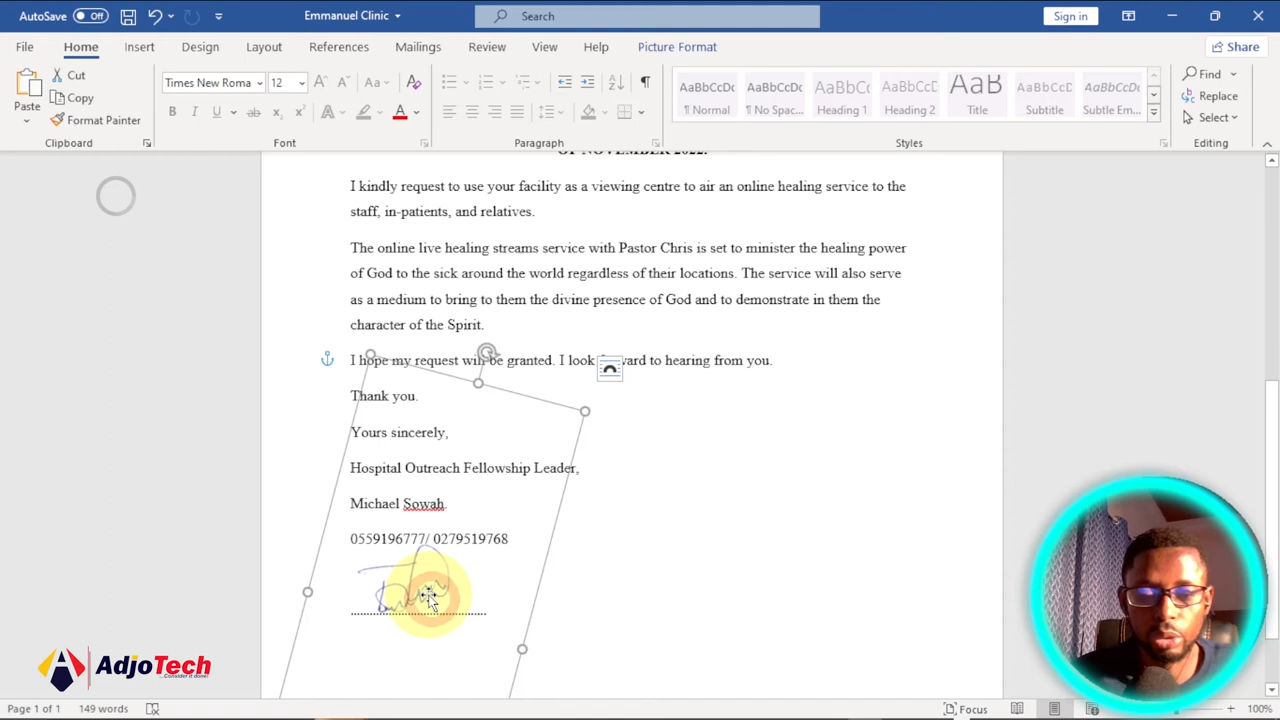 AutoSave Off Emmanuel Clinic Search Sign in
File Home Insert Design Layout References Mailings Review View Help Picture Format Share
Paste Cut Copy Format Painter Clipboard
Times New Roma 12 Font
Paragraph
AaBbCcDc AaBbCcDc AaBbCc AaBbCcD AaB AaBbCcD AaBbCcDc
¶ Normal ¶ No Spac... Heading 1 Heading 2 Title Subtitle Subtle Em...
Styles
Find Replace Select Editing
OF NOVEMBER 2022.
I kindly request to use your facility as a viewing centre to air an online healing service to the
staff, in-patients, and relatives.
The online live healing streams service with Pastor Chris is set to minister the healing power
of God to the sick around the world regardless of their locations. The service will also serve
as a medium to bring to them the divine presence of God and to demonstrate in them the
character of the Spirit.
I hope my request will be granted. I look forward to hearing from you.
Thank you.
Yours sincerely,
Hospital Outreach Fellowship Leader,
Michael Sowah.
0559196777/ 0279519768
AdjoTech
...Consider it done!
Page 1 of 1 149 words Focus 100%